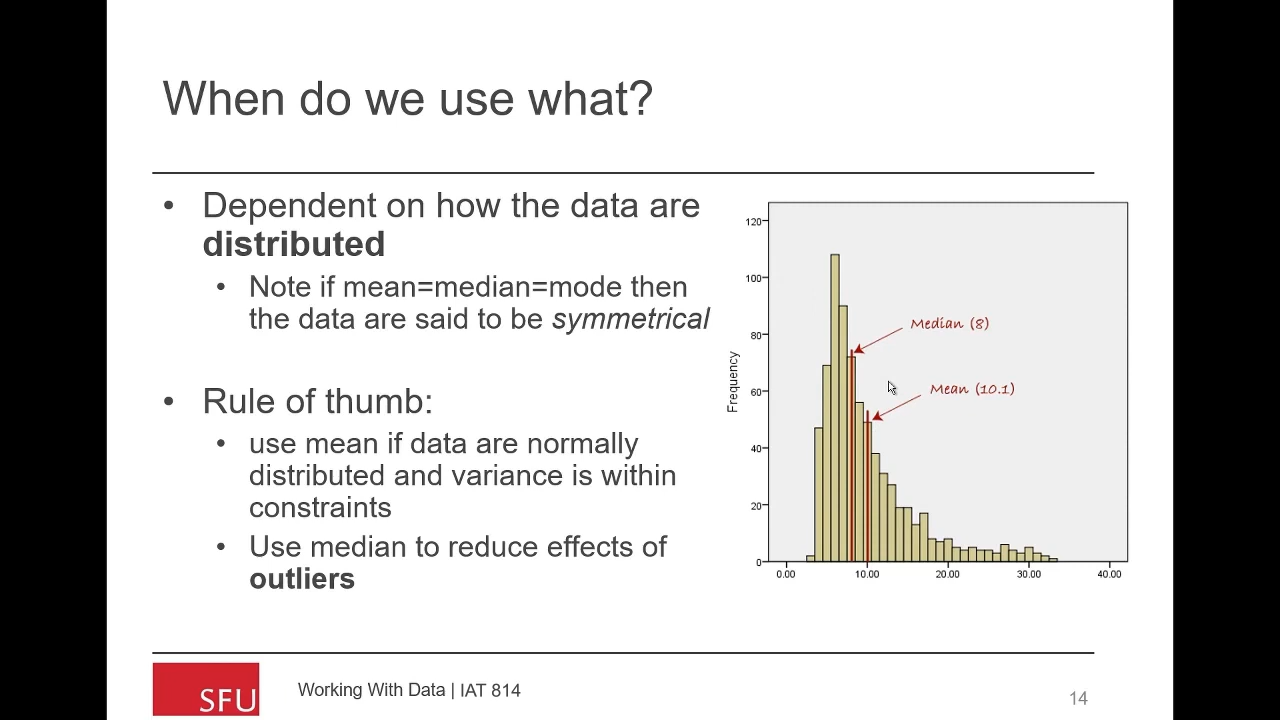 When do we use what?
• Dependent on how the data are
distributed
• Note if mean=median=mode then
the data are said to be symmetrical
• Rule of thumb:
• use mean if data are normally
distributed and variance is within
constraints
• Use median to reduce effects of
outliers
120
100
80
60
40
20
0
Frequency
Median (8)
Mean (10.1)
0.00 10.00 20.00 30.00 40.00
SFU
Working With Data | IAT 814
14